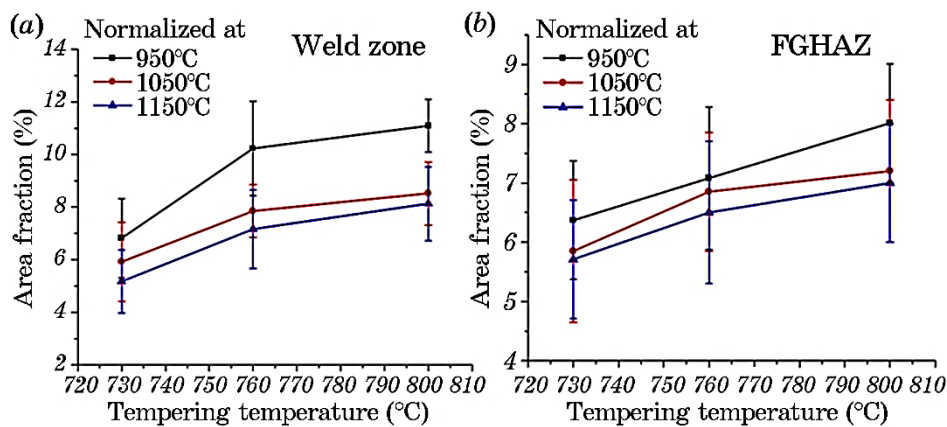 (a) Normalized at
950°C
1050°C
1150°C
Weld zone
Area fraction (%)
14
12
10
8
6
4
2
720 730 740 750 760 770 780 790 800 810
Tempering temperature (°C)
(b) Normalized at
950°C
1050°C
1150°C
FGHAZ
Area fraction (%)
9
8
7
6
5
4
720 730 740 750 760 770 780 790 800 810
Tempering temperature (°C)